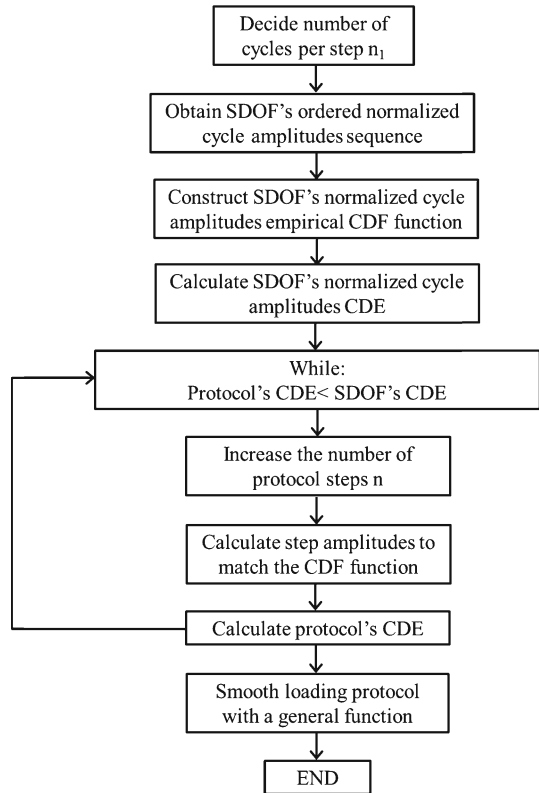 Decide number of
cycles per step n₁
Obtain SDOF's ordered normalized
cycle amplitudes sequence
Construct SDOF's normalized cycle
amplitudes empirical CDF function
Calculate SDOF's normalized cycle
amplitudes CDE
While:
Protocol's CDE< SDOF's CDE
Increase the number of
protocol steps n
Calculate step amplitudes to
match the CDF function
Calculate protocol's CDE
Smooth loading protocol
with a general function
END